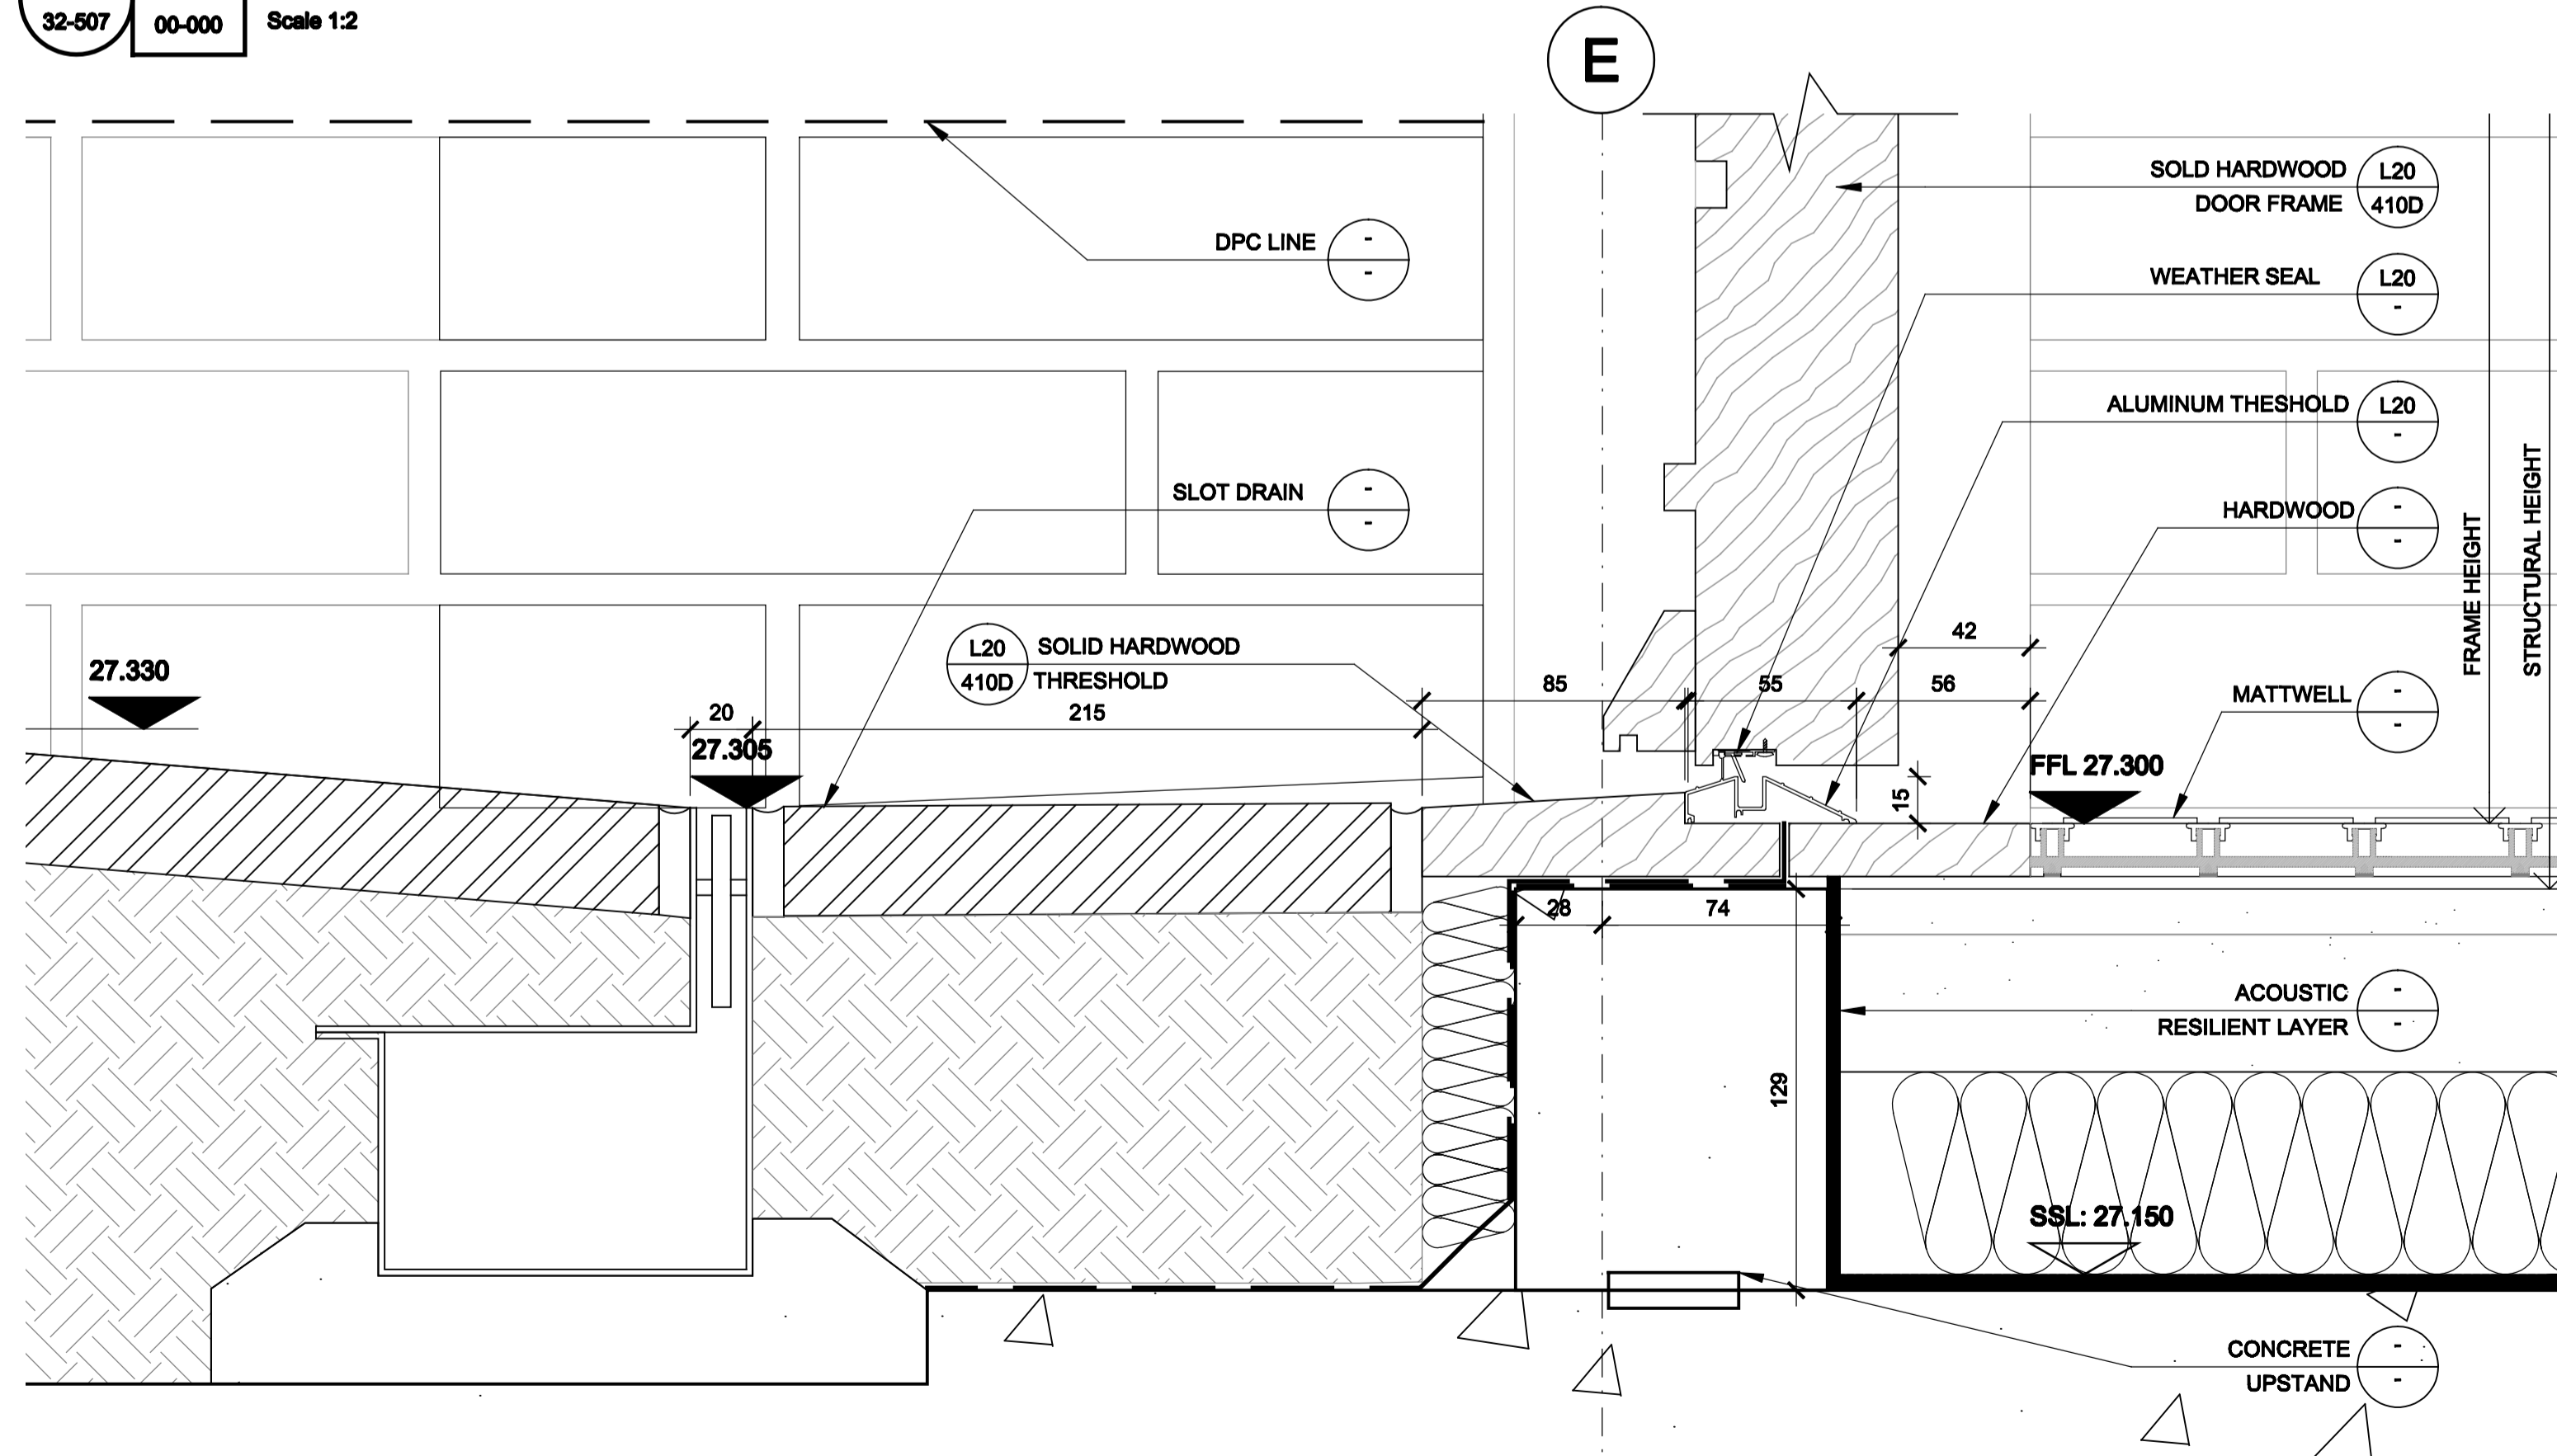 32-507
00-000
Scale 1:2
E
SOLD HARDWOOD
DOOR FRAME
L20
410D
DPC LINE
-
-
WEATHER SEAL
L20
-
ALUMINUM THESHOLD
L20
-
SLOT DRAIN
-
-
HARDWOOD
-
-
FRAME HEIGHT
STRUCTURAL HEIGHT
L20
410D
SOLID HARDWOOD
THRESHOLD
42
27.330
85
55
56
MATTWELL
-
-
20
215
27.305
FFL 27.300
15
28
74
ACOUSTIC
RESILIENT LAYER
-
-
129
SSL: 27.150
CONCRETE
UPSTAND
-
-